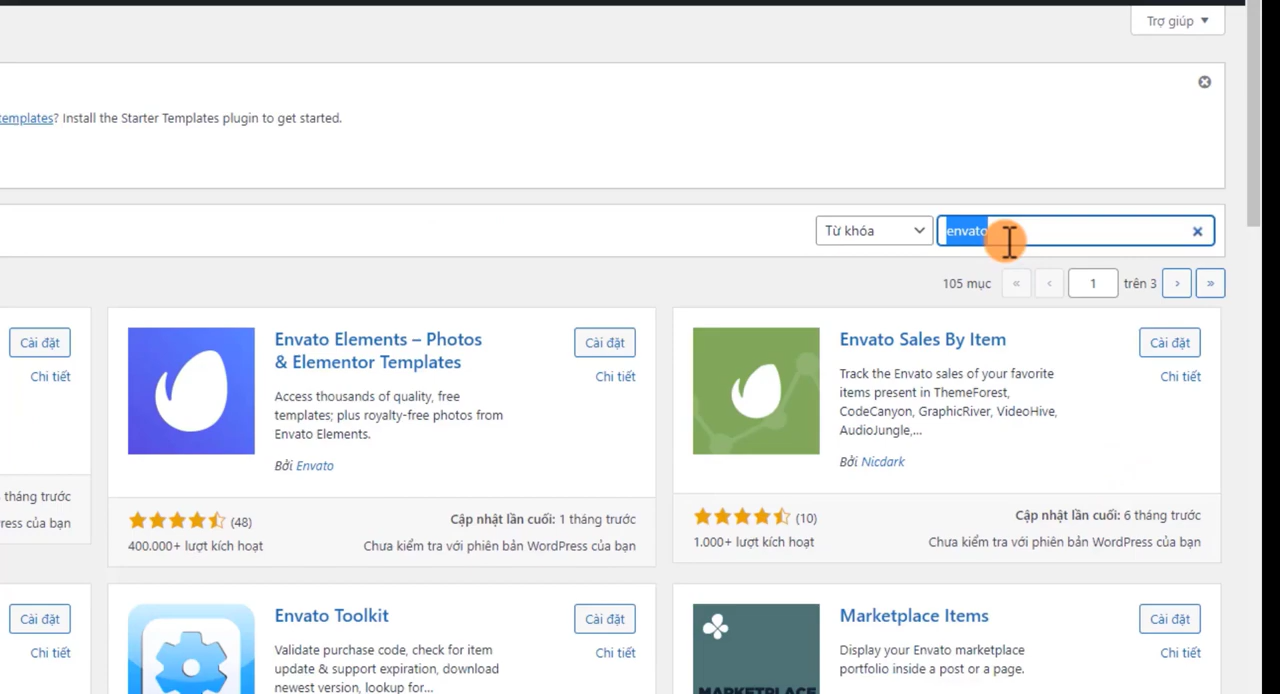 Trợ giúp
templates? Install the Starter Templates plugin to get started.
Từ khóa
envato
105 mục « ‹ 1 trên 3 › »
Cài đặt
Chi tiết
tháng trước
ress của bạn
Envato Elements – Photos
& Elementor Templates
Cài đặt
Chi tiết
Access thousands of quality, free
templates; plus royalty-free photos from
Envato Elements.
Bởi Envato
(48)
Cập nhật lần cuối: 1 tháng trước
400.000+ lượt kích hoạt
Chưa kiểm tra với phiên bản WordPress của bạn
Envato Sales By Item
Cài đặt
Chi tiết
Track the Envato sales of your favorite
items present in ThemeForest,
CodeCanyon, GraphicRiver, VideoHive,
AudioJungle,...
Bởi Nicdark
(10)
Cập nhật lần cuối: 6 tháng trước
1.000+ lượt kích hoạt
Chưa kiểm tra với phiên bản WordPress của bạn
Cài đặt
Chi tiết
Envato Toolkit
Cài đặt
Chi tiết
Validate purchase code, check for item
update & support expiration, download
newest version, lookup for...
Marketplace Items
Cài đặt
Chi tiết
Display your Envato marketplace
portfolio inside a post or a page.
MARKETPLACE